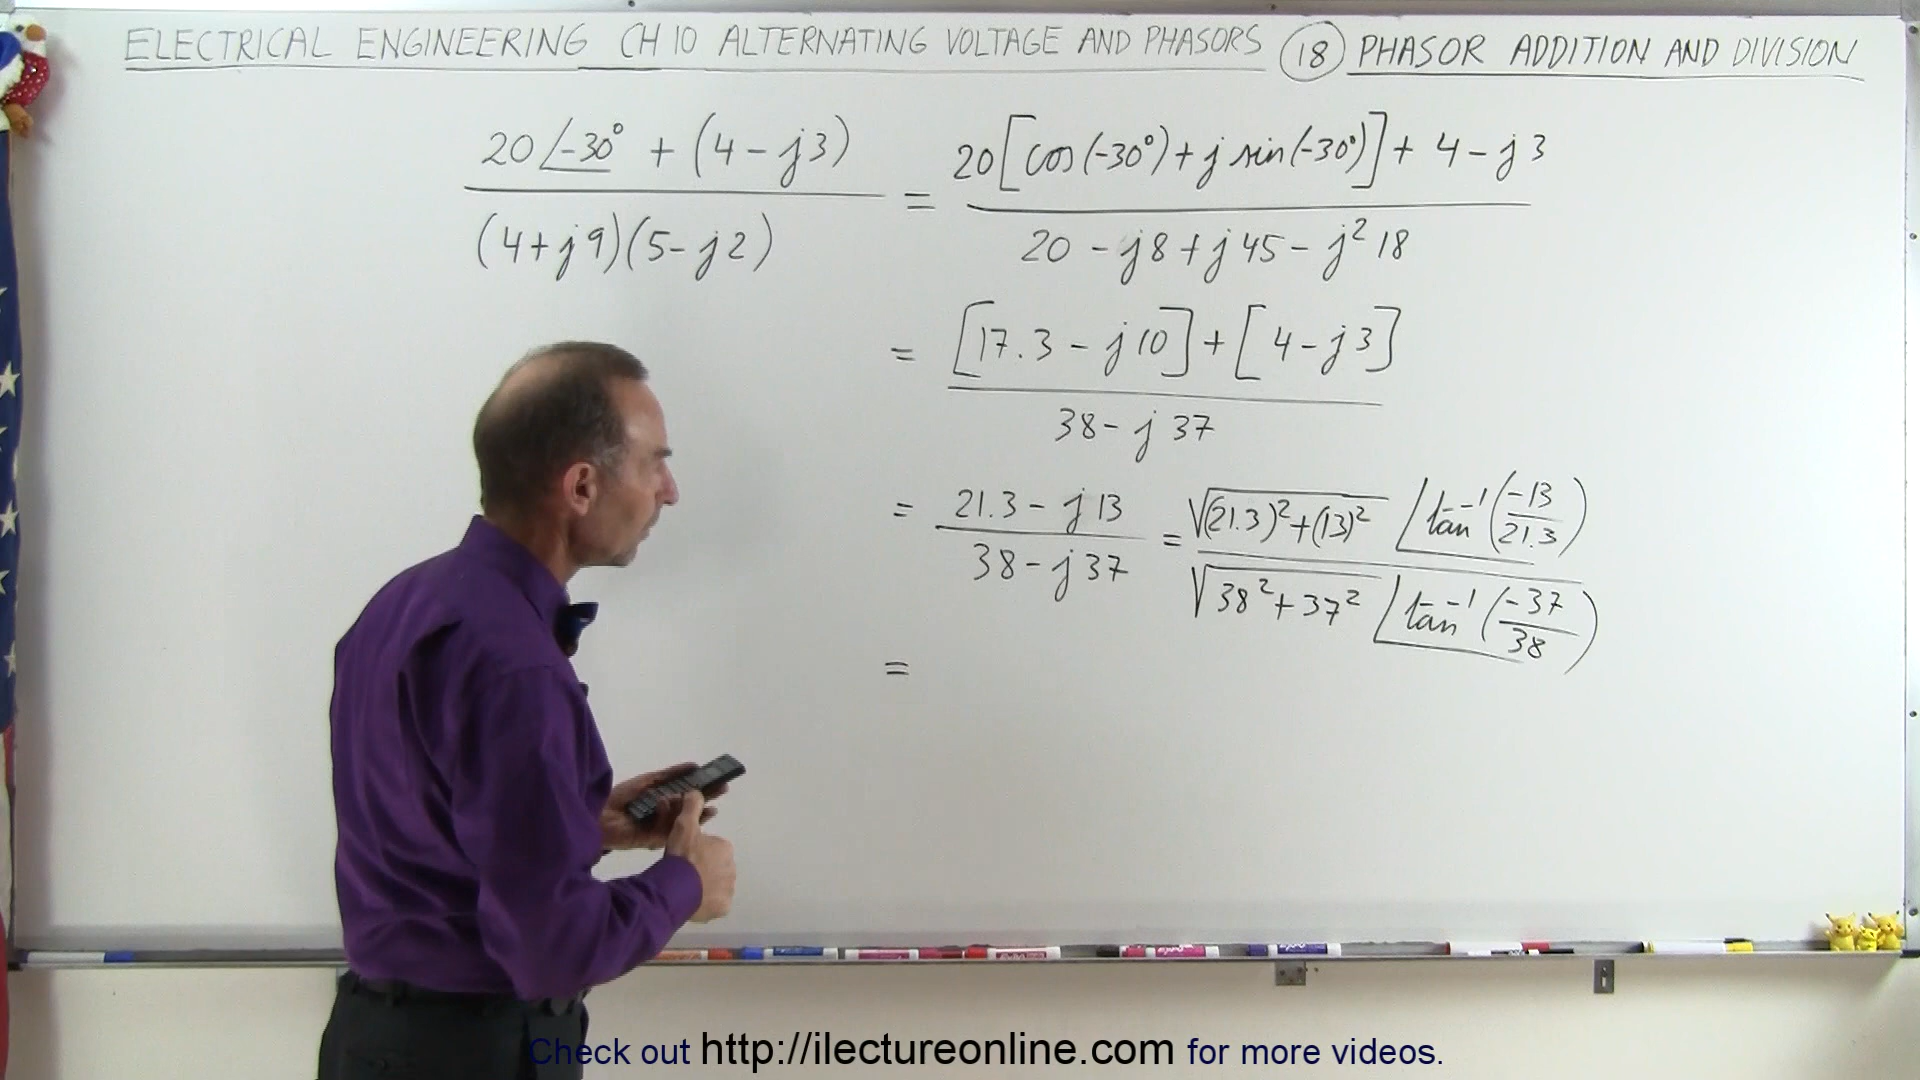 ELECTRICAL ENGINEERING CH 10 ALTERNATING VOLTAGE AND PHASORS 18 PHASOR ADDITION AND DIVISION
20∠-30° + (4 - j3) / (4 + j9)(5 - j2) = 20[cos(-30°) + j sin(-30°)] + 4 - j3 / 20 - j8 + j45 - j²18
= [17.3 - j10] + [4 - j3] / 38 - j37
= 21.3 - j13 / 38 - j37 = √(21.3)² + (13)² ∠tan⁻¹(-13/21.3) / √38² + 37² ∠tan⁻¹(-37/38)
=
Check out http://ilectureonline.com for more videos.